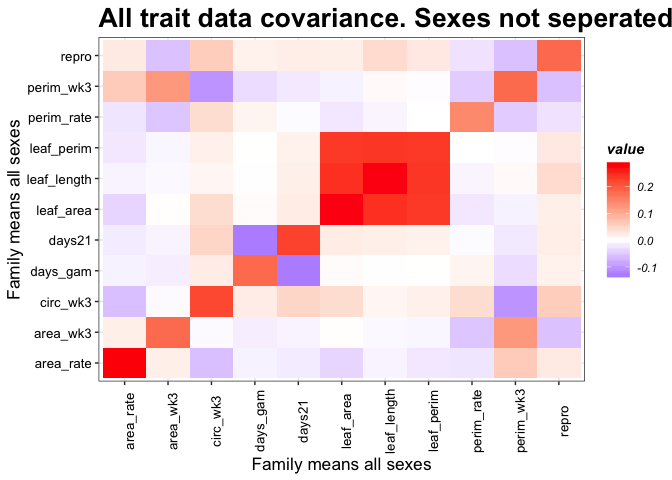 All trait data covariance. Sexes not seperated
Family means all sexes
repro
perim_wk3
perim_rate
leaf_perim
leaf_length
leaf_area
days21
days_gam
circ_wk3
area_wk3
area_rate
value
0.2
0.1
0.0
-0.1
area_rate
area_wk3
circ_wk3
days_gam
days21
leaf_area
leaf_length
leaf_perim
perim_rate
perim_wk3
repro
Family means all sexes